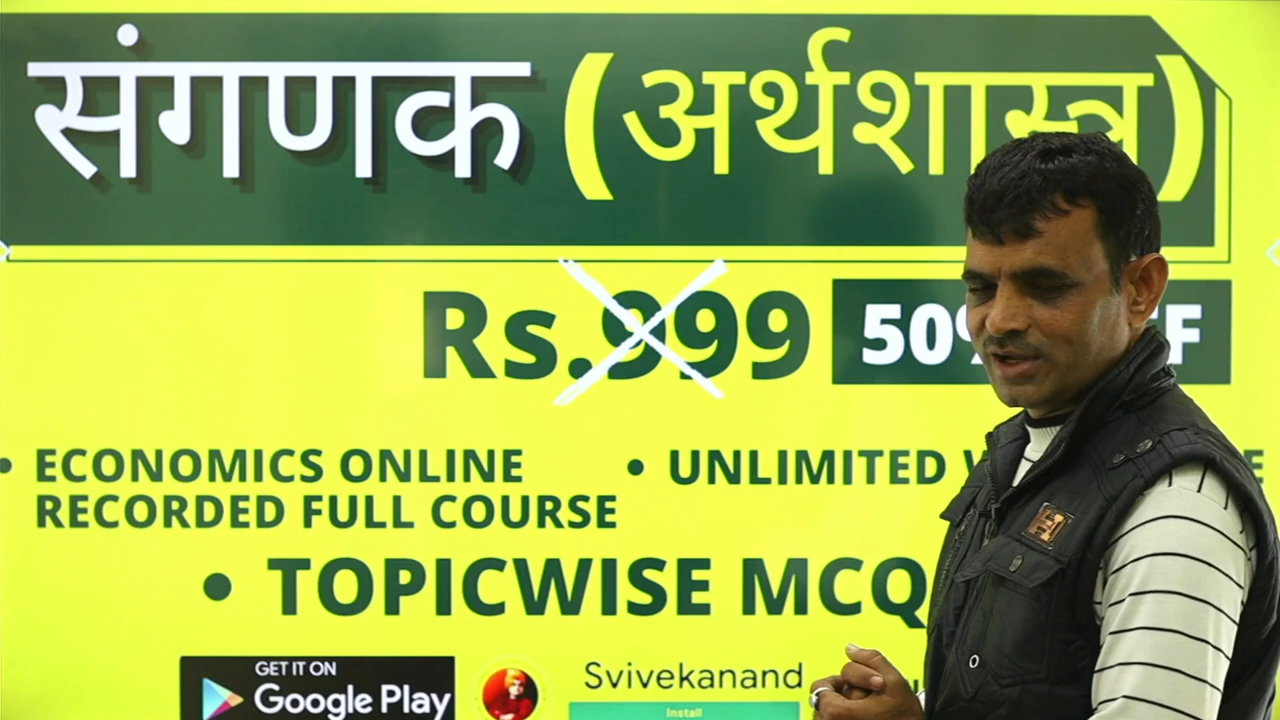 संगणक (अर्थशास्त्र)
Rs.999 50%
• ECONOMICS ONLINE
RECORDED FULL COURSE
• UNLIMITED
• TOPICWISE MCQ
GET IT ON
Google Play
Svivekanand
Install